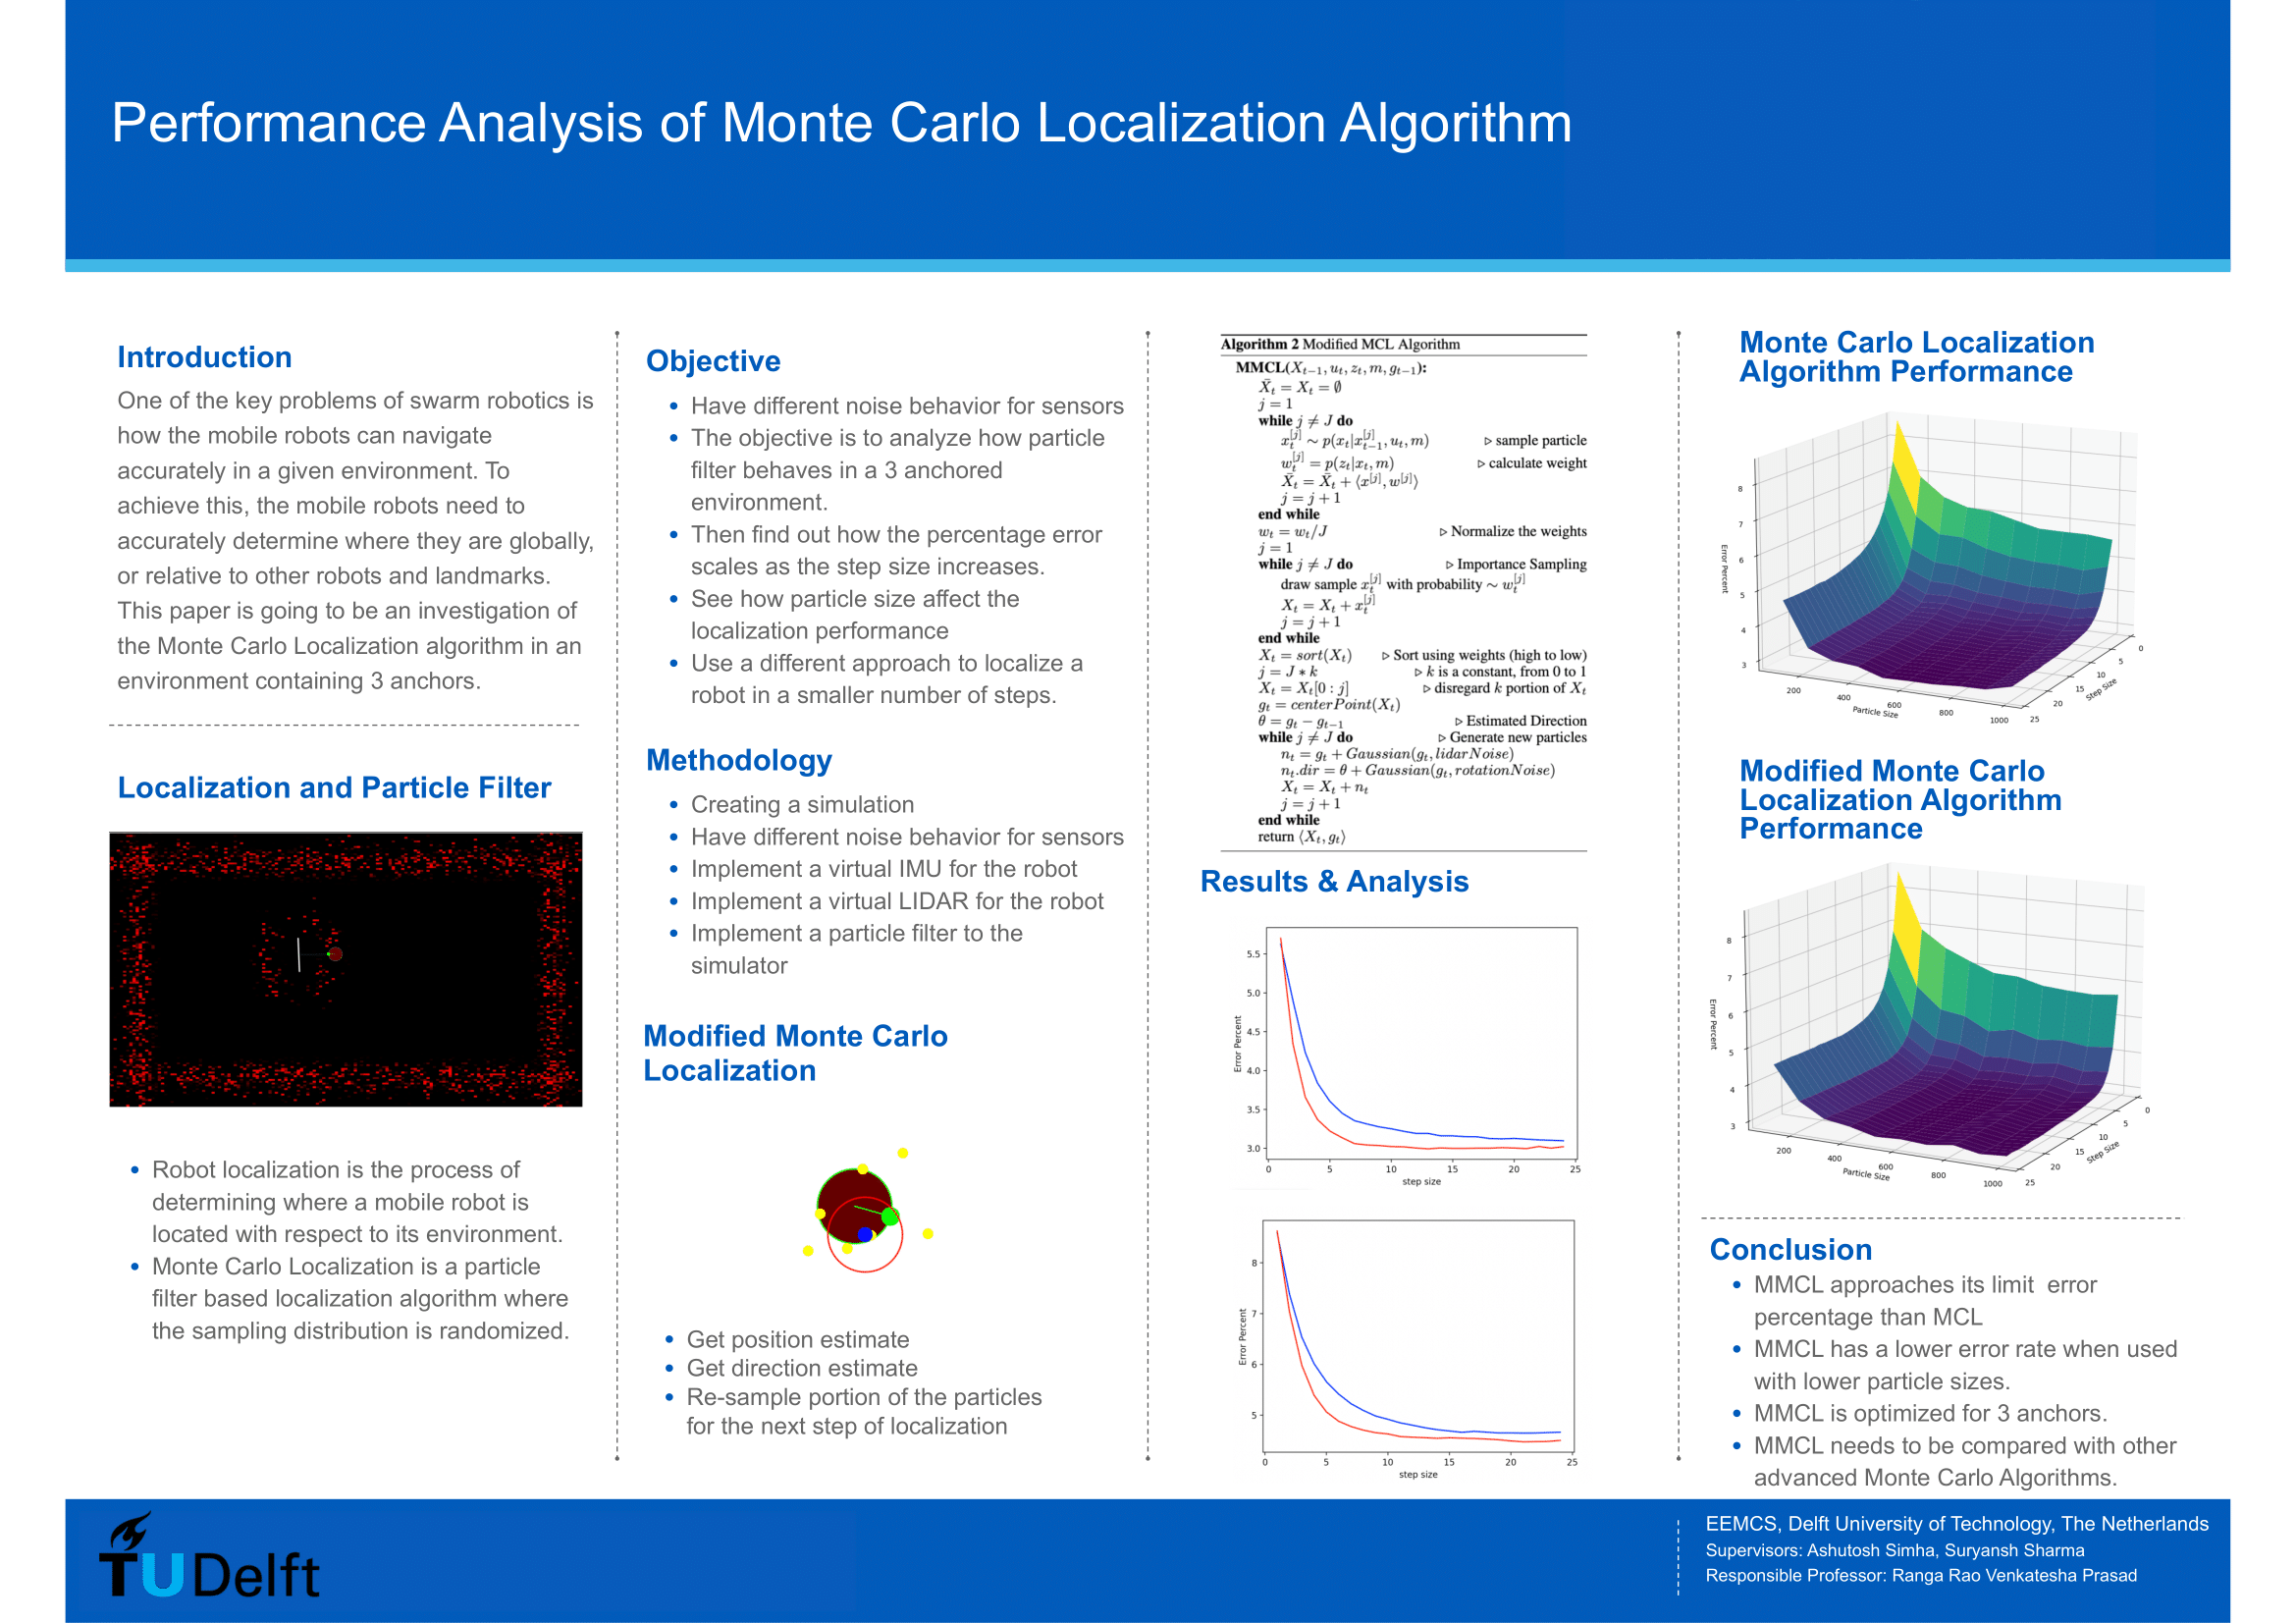 Performance Analysis of Monte Carlo Localization Algorithm
Introduction
One of the key problems of swarm robotics is
how the mobile robots can navigate
accurately in a given environment. To
achieve this, the mobile robots need to
accurately determine where they are globally,
or relative to other robots and landmarks.
This paper is going to be an investigation of
the Monte Carlo Localization algorithm in an
environment containing 3 anchors.
Localization and Particle Filter
• Robot localization is the process of
determining where a mobile robot is
located with respect to its environment.
• Monte Carlo Localization is a particle
filter based localization algorithm where
the sampling distribution is randomized.
Objective
• Have different noise behavior for sensors
• The objective is to analyze how particle
filter behaves in a 3 anchored
environment.
• Then find out how the percentage error
scales as the step size increases.
• See how particle size affect the
localization performance
• Use a different approach to localize a
robot in a smaller number of steps.
Methodology
• Creating a simulation
• Have different noise behavior for sensors
• Implement a virtual IMU for the robot
• Implement a virtual LIDAR for the robot
• Implement a particle filter to the
simulator
Modified Monte Carlo
Localization
• Get position estimate
• Get direction estimate
• Re-sample portion of the particles
for the next step of localization
Algorithm 2 Modified MCL Algorithm
MMCL(X_{t−1}, u_t, z_t, m, g_{t−1}):
X̄_t = X_t = ∅
j = 1
while j ≠ J do
x_t^{[j]} ∼ p(x_t|x_{t−1}^{[j]}, u_t, m) ▷ sample particle
w_t^{[j]} = p(z_t|x_t, m) ▷ calculate weight
X̄_t = X̄_t + ⟨x^{[j]}, w^{[j]}⟩
j = j + 1
end while
w_t = w_t/J ▷ Normalize the weights
j = 1
while j ≠ J do ▷ Importance Sampling
draw sample x_t^{[j]} with probability ∼ w_t^{[j]}
X_t = X_t + x_t^{[j]}
j = j + 1
end while
X_t = sort(X_t) ▷ Sort using weights (high to low)
j = J ∗ k ▷ k is a constant, from 0 to 1
X_t = X_t[0 : j] ▷ disregard k portion of X_t
g_t = centerPoint(X_t)
θ = g_t − g_{t−1} ▷ Estimated Direction
while j ≠ J do ▷ Generate new particles
n_t = g_t + Gaussian(g_t, lidarNoise)
n_t.dir = θ + Gaussian(g_t, rotationNoise)
X_t = X_t + n_t
j = j + 1
end while
return ⟨X_t, g_t⟩
Results & Analysis
Error Percent
5.5
5.0
4.5
4.0
3.5
3.0
0 5 10 15 20 25
step size
Error Percent
8
7
6
5
0 5 10 15 20 25
step size
Monte Carlo Localization
Algorithm Performance
Error Percent
8
7
6
5
4
3
200 400 600 800 1000
Particle Size
0 5 10 15 20 25
Step Size
Modified Monte Carlo
Localization Algorithm
Performance
Error Percent
8
7
6
5
4
3
200 400 600 800 1000
Particle Size
0 5 10 15 20 25
Step Size
Conclusion
• MMCL approaches its limit  error
percentage than MCL
• MMCL has a lower error rate when used
with lower particle sizes.
• MMCL is optimized for 3 anchors.
• MMCL needs to be compared with other
advanced Monte Carlo Algorithms.
TUDelft
EEMCS, Delft University of Technology, The Netherlands
Supervisors: Ashutosh Simha, Suryansh Sharma
Responsible Professor: Ranga Rao Venkatesha Prasad